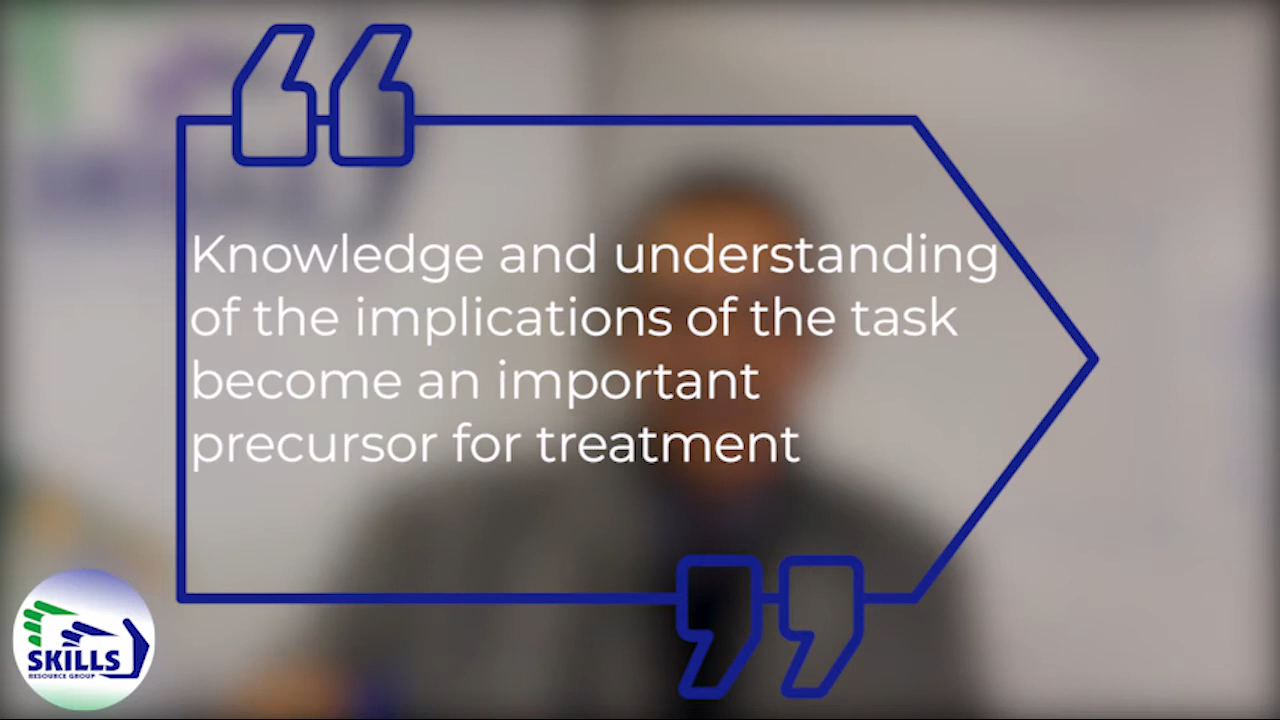 Knowledge and understanding
of the implications of the task
become an important
precursor for treatment
SKILLS
RESOURCE GROUP